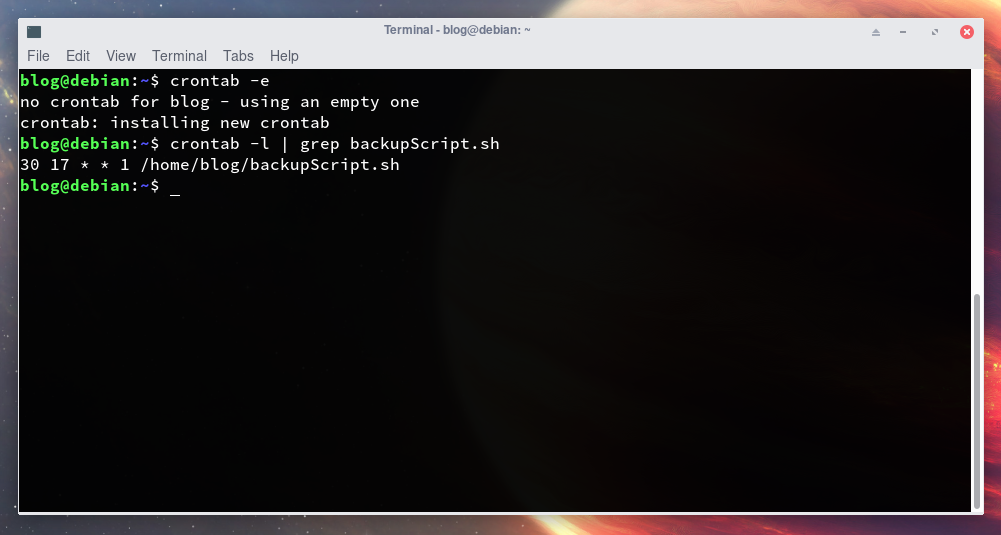 Terminal - blog@debian: ~
File Edit View Terminal Tabs Help
blog@debian:~$ crontab -e
no crontab for blog - using an empty one
crontab: installing new crontab
blog@debian:~$ crontab -l | grep backupScript.sh
30 17 * * 1 /home/blog/backupScript.sh
blog@debian:~$ _